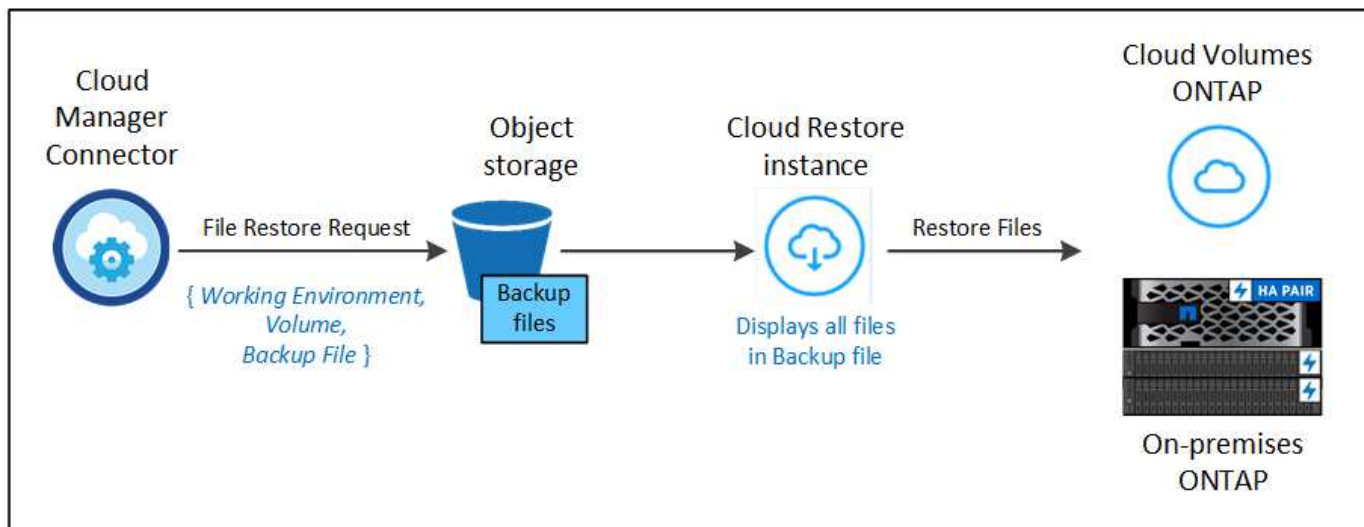 Cloud
Manager
Connector
File Restore Request
{ Working Environment,
Volume,
Backup File }
Object
storage
Backup
files
Cloud Restore
instance
Displays all files
in Backup file
Restore Files
Cloud Volumes
ONTAP
HA PAIR
On-premises
ONTAP